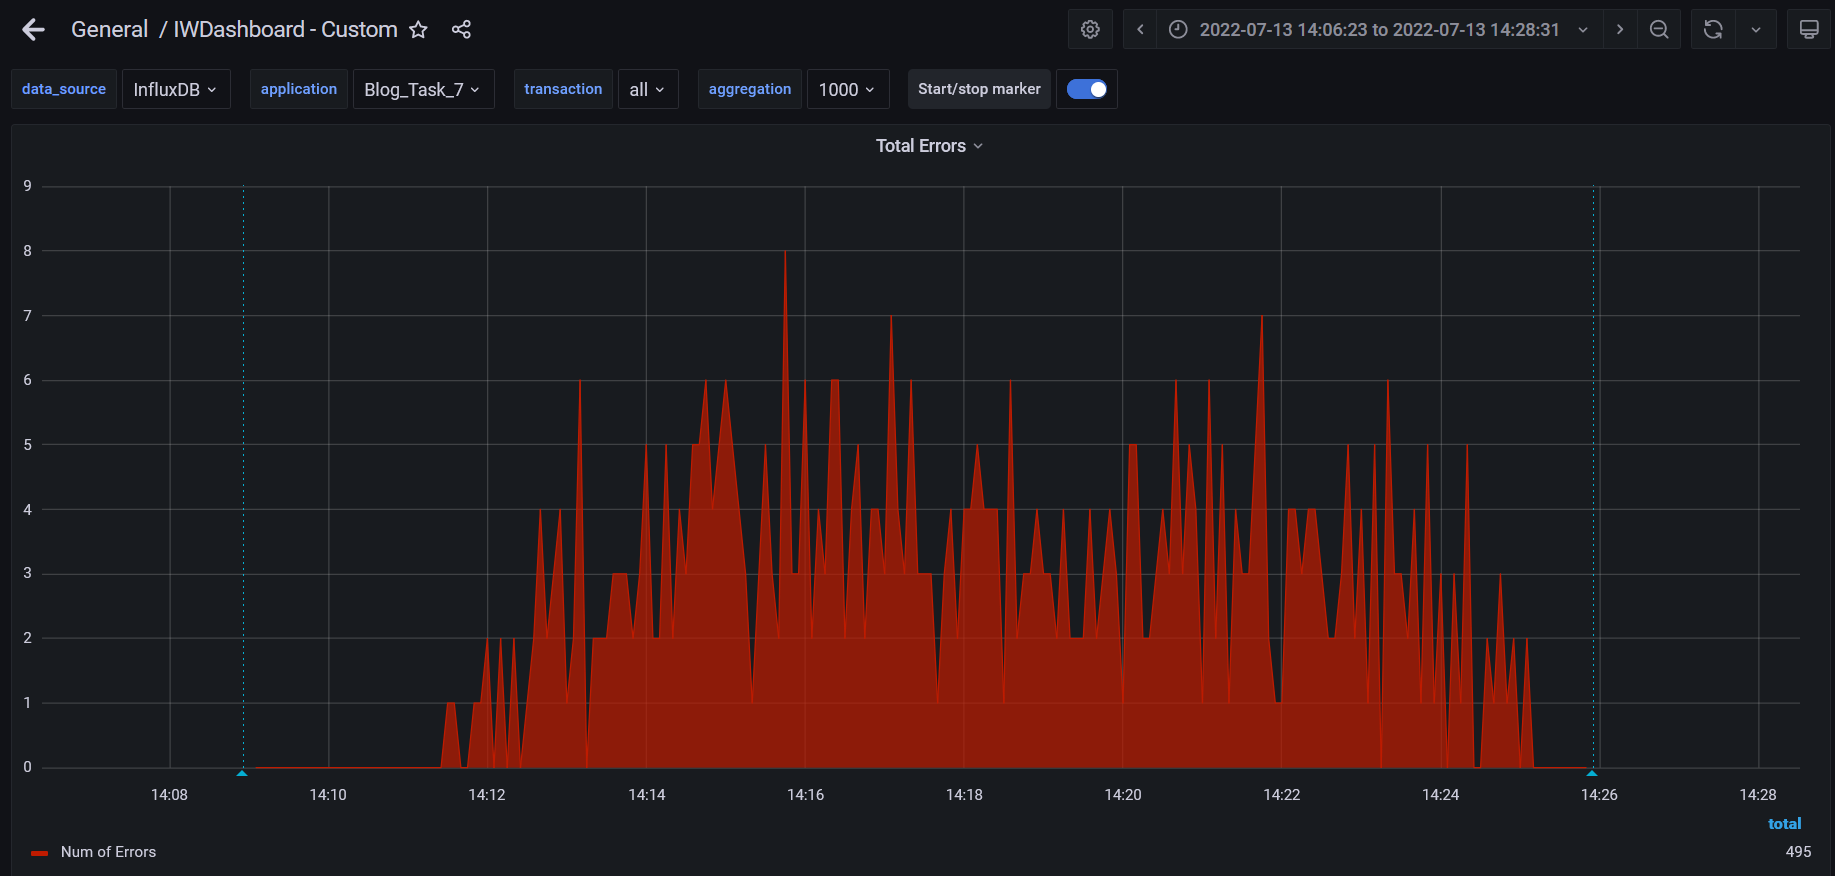 General / IWDashboard - Custom 2022-07-13 14:06:23 to 2022-07-13 14:28:31
data_source InfluxDB application Blog_Task_7 transaction all aggregation 1000 Start/stop marker
Total Errors
9
8
7
6
5
4
3
2
1
0
14:08 14:10 14:12 14:14 14:16 14:18 14:20 14:22 14:24 14:26 14:28
total
Num of Errors 495